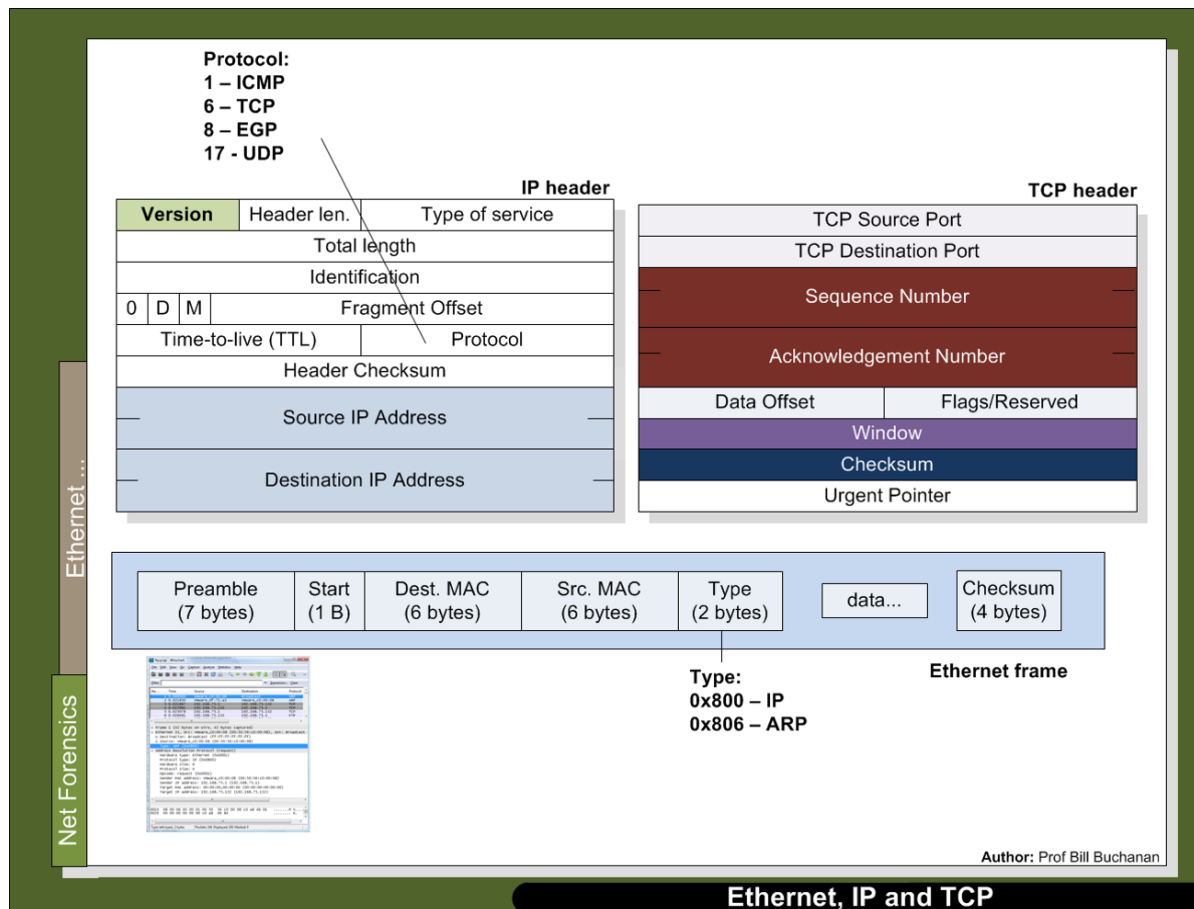 Protocol:
1 – ICMP
6 – TCP
8 – EGP
17 - UDP
IP header
Version Header len. Type of service
Total length
Identification
0 D M Fragment Offset
Time-to-live (TTL) Protocol
Header Checksum
Source IP Address
Destination IP Address
TCP header
TCP Source Port
TCP Destination Port
Sequence Number
Acknowledgement Number
Data Offset Flags/Reserved
Window
Checksum
Urgent Pointer
Ethernet ...
Net Forensics
Preamble (7 bytes)
Start (1 B)
Dest. MAC (6 bytes)
Src. MAC (6 bytes)
Type (2 bytes)
data...
Checksum (4 bytes)
Ethernet frame
Type:
0x800 – IP
0x806 – ARP
Author: Prof Bill Buchanan
Ethernet, IP and TCP